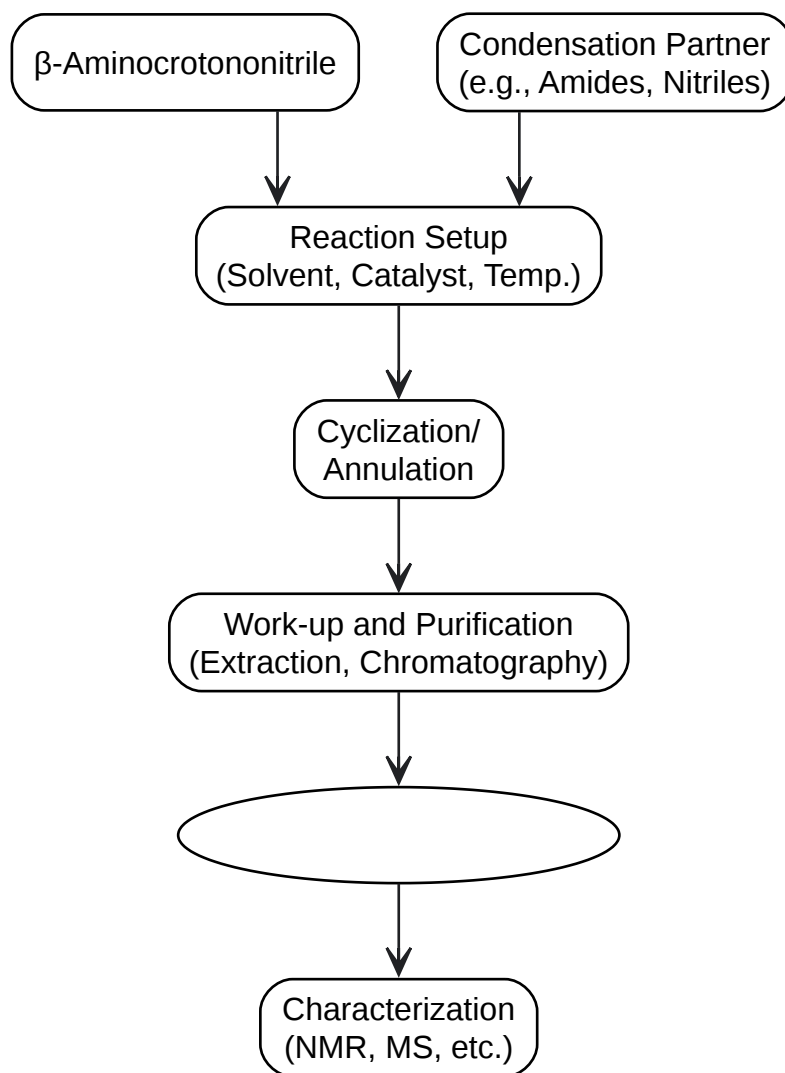 β-Aminocrotononitrile
Condensation Partner
(e.g., Amides, Nitriles)
Reaction Setup
(Solvent, Catalyst, Temp.)
Cyclization/
Annulation
Work-up and Purification
(Extraction, Chromatography)
Characterization
(NMR, MS, etc.)